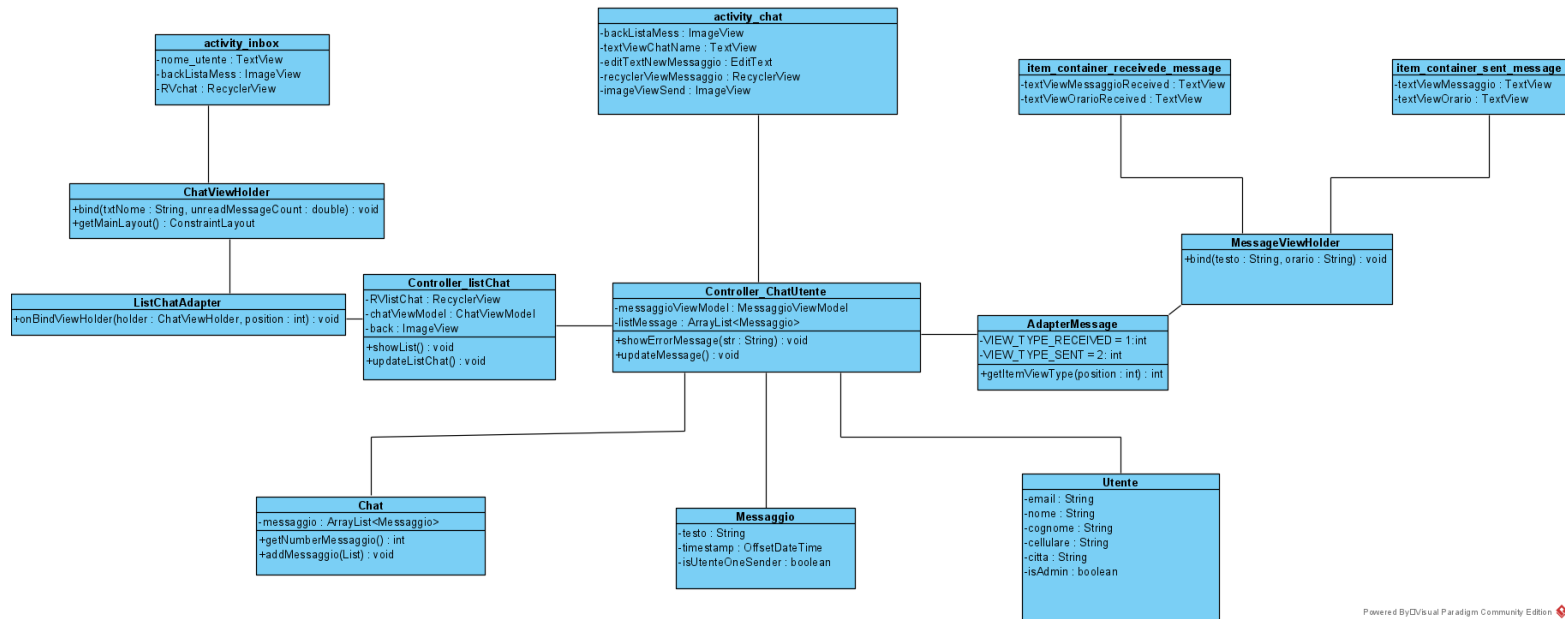 activity_chat
-backListaMess : ImageView
-textViewChatName : TextView
-editTextNewMessaggio : EditText
-recyclerViewMessaggio : RecyclerView
-imageViewSend : ImageView
activity_inbox
-nome_utente : TextView
-backListaMess : ImageView
-RVchat : RecyclerView
item_container_receivede_message
-textViewMessaggioReceived : TextView
-textViewOrarioReceived : TextView
item_container_sent_message
-textViewMessaggio : TextView
-textViewOrario : TextView
ChatViewHolder
+bind(txtNome : String, unreadMessageCount : double) : void
+getMainLayout() : ConstraintLayout
MessageViewHolder
+bind(testo : String, orario : String) : void
ListChatAdapter
+onBindViewHolder(holder : ChatViewHolder, position : int) : void
Controller_listChat
-RVlistChat : RecyclerView
-chatViewModel : ChatViewModel
-back : ImageView
+showList() : void
+updateListChat() : void
Controller_ChatUtente
-messaggioViewModel : MessaggioViewModel
-listMessage : ArrayList<Messaggio>
+showErrorMessage(str : String) : void
+updateMessage() : void
AdapterMessage
-VIEW_TYPE_RECEIVED = 1:int
-VIEW_TYPE_SENT = 2: int
+getItemViewType(position : int) : int
Chat
-messaggio : ArrayList<Messaggio>
+getNumberMessaggio() : int
+addMessaggio(List) : void
Messaggio
-testo : String
-timestamp : OffsetDateTime
-isUtenteOneSender : boolean
Utente
-email : String
-nome : String
-cognome : String
-cellulare : String
-citta : String
-isAdmin : boolean
Powered By Visual Paradigm Community Edition